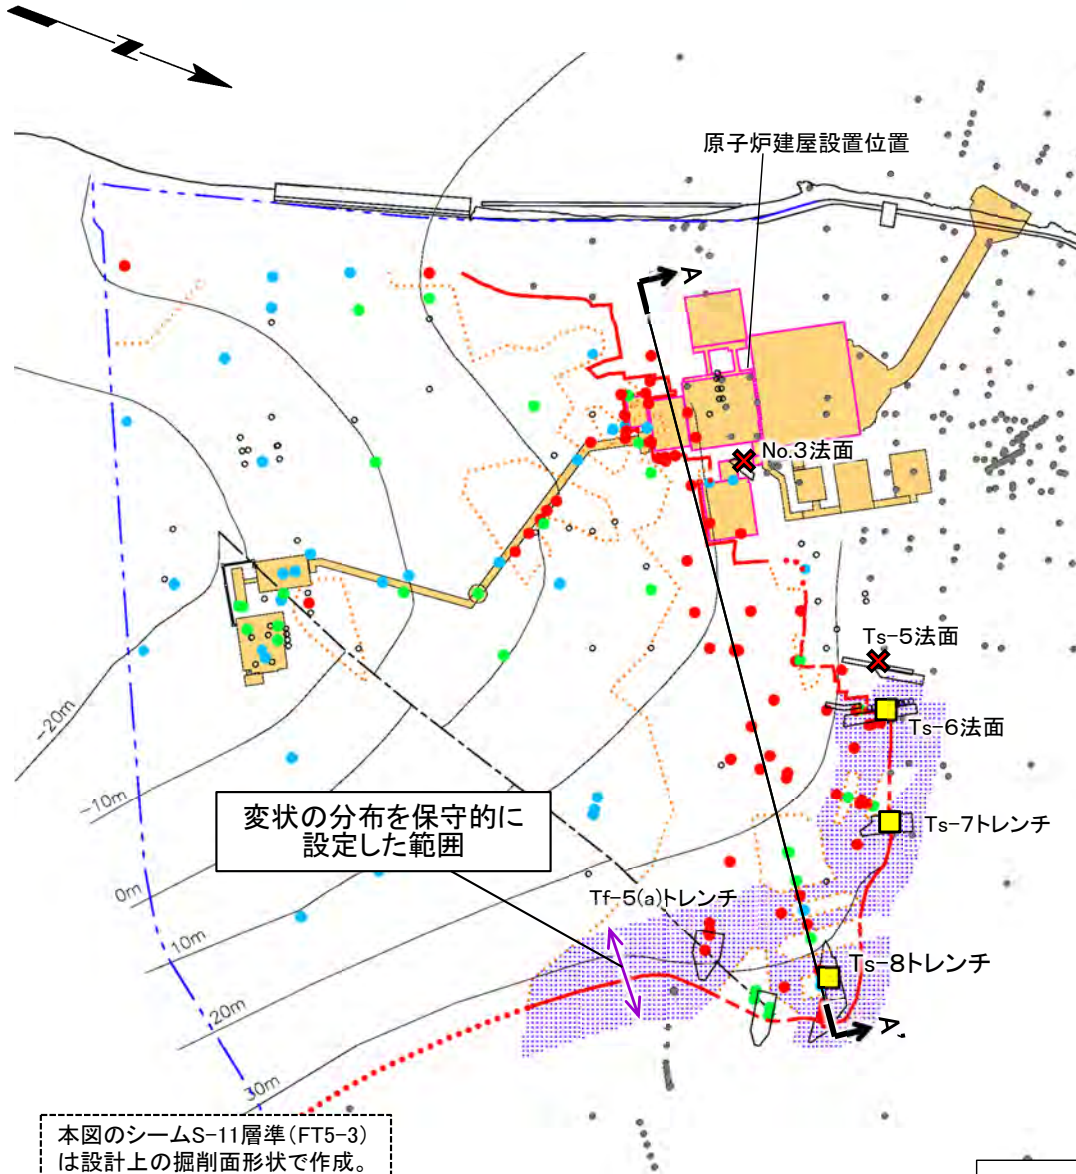 N
原子炉建屋設置位置
A
No.3法面
Ts-5法面
Ts-6法面
-20m
-10m
変状の分布を保守的に
設定した範囲
Ts-7トレンチ
0m
Tf-5(a)トレンチ
10m
Ts-8トレンチ
20m
A'
30m
本図のシームS-11層準(FT5-3)
は設計上の掘削面形状で作成。